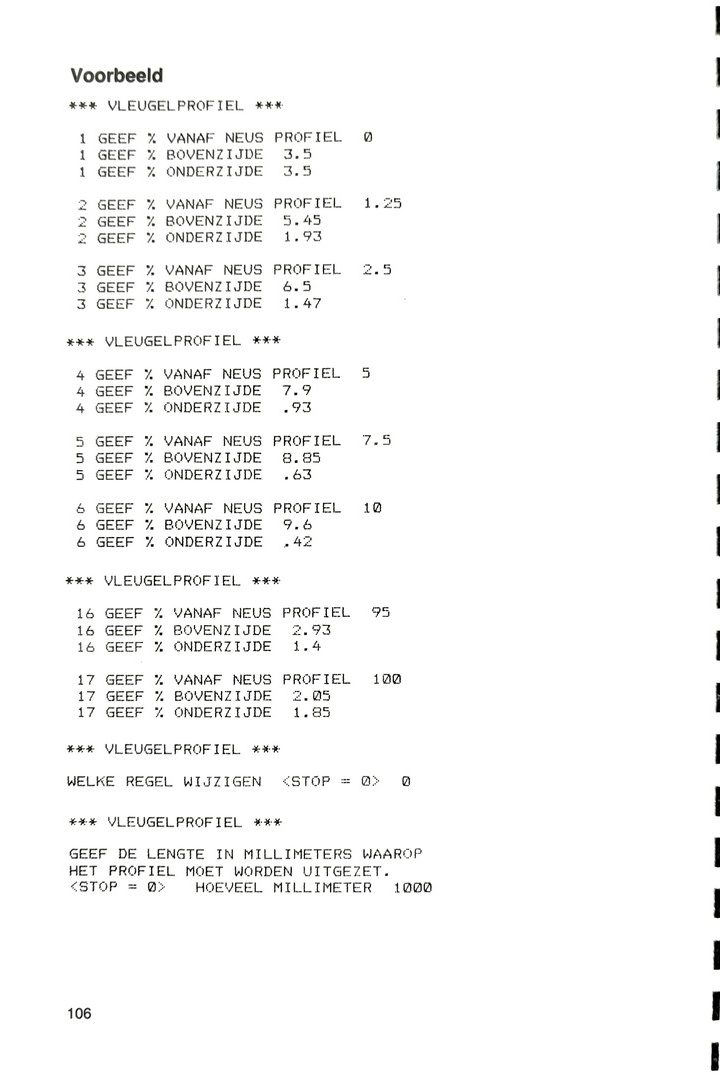 Voorbeeld
*** VLEUGELPROFIEL ***
1 GEEF % VANAF NEUS PROFIEL 0
1 GEEF % BOVENZIJDE 3.5
1 GEEF % ONDERZIJDE 3.5
2 GEEF % VANAF NEUS PROFIEL 1.25
2 GEEF % BOVENZIJDE 5.45
2 GEEF % ONDERZIJDE 1.93
3 GEEF % VANAF NEUS PROFIEL 2.5
3 GEEF % BOVENZIJDE 6.5
3 GEEF % ONDERZIJDE 1.47
*** VLEUGELPROFIEL ***
4 GEEF % VANAF NEUS PROFIEL 5
4 GEEF % BOVENZIJDE 7.9
4 GEEF % ONDERZIJDE .93
5 GEEF % VANAF NEUS PROFIEL 7.5
5 GEEF % BOVENZIJDE 8.85
5 GEEF % ONDERZIJDE .63
6 GEEF % VANAF NEUS PROFIEL 10
6 GEEF % BOVENZIJDE 9.6
6 GEEF % ONDERZIJDE .42
*** VLEUGELPROFIEL ***
16 GEEF % VANAF NEUS PROFIEL 95
16 GEEF % BOVENZIJDE 2.93
16 GEEF % ONDERZIJDE 1.4
17 GEEF % VANAF NEUS PROFIEL 100
17 GEEF % BOVENZIJDE 2.05
17 GEEF % ONDERZIJDE 1.85
*** VLEUGELPROFIEL ***
WELKE REGEL WIJZIGEN <STOP = 0> 0
*** VLEUGELPROFIEL ***
GEEF DE LENGTE IN MILLIMETERS WAAROP
HET PROFIEL MOET WORDEN UITGEZET.
<STOP = 0> HOEVEEL MILLIMETER 1000
106